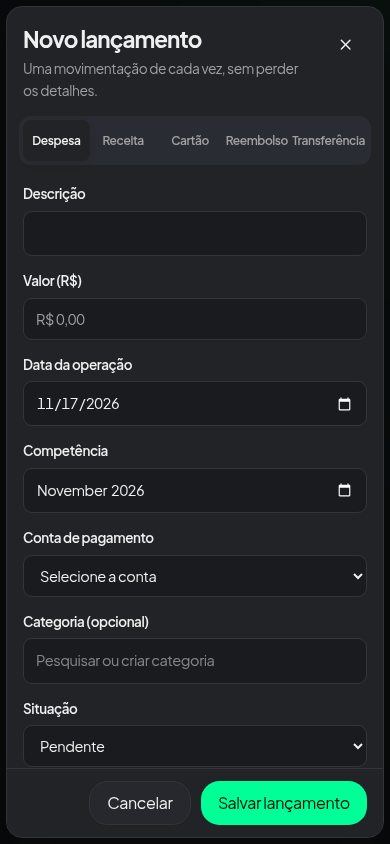 Novo lançamento
Uma movimentação de cada vez, sem perder
os detalhes.
Despesa Receita Cartão Reembolso Transferência
Descrição
Valor (R$)
R$ 0,00
Data da operação
11/17/2026
Competência
November 2026
Conta de pagamento
Selecione a conta
Categoria (opcional)
Pesquisar ou criar categoria
Situação
Pendente
Cancelar Salvar lançamento